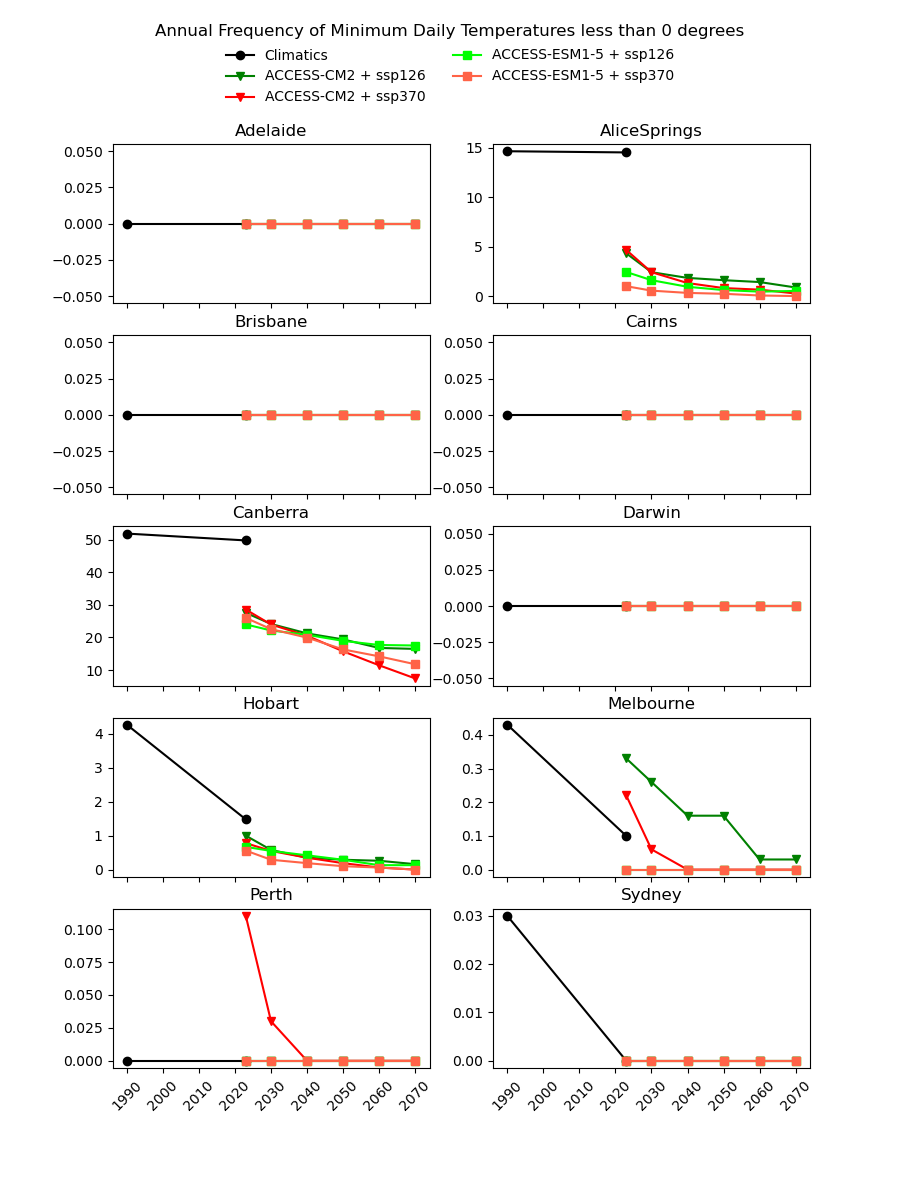 Annual Frequency of Minimum Daily Temperatures less than 0 degrees
Climatics
ACCESS-CM2 + ssp126
ACCESS-CM2 + ssp370
ACCESS-ESM1-5 + ssp126
ACCESS-ESM1-5 + ssp370
Adelaide
0.050
0.025
0.000
−0.025
−0.050
AliceSprings
15
10
5
0
Brisbane
0.050
0.025
0.000
−0.025
−0.050
Cairns
0.050
0.025
0.000
−0.025
−0.050
Canberra
50
40
30
20
10
Darwin
0.050
0.025
0.000
−0.025
−0.050
Hobart
4
3
2
1
0
Melbourne
0.4
0.3
0.2
0.1
0.0
Perth
0.100
0.075
0.050
0.025
0.000
1990 2000 2010 2020 2030 2040 2050 2060 2070
Sydney
0.03
0.02
0.01
0.00
1990 2000 2010 2020 2030 2040 2050 2060 2070